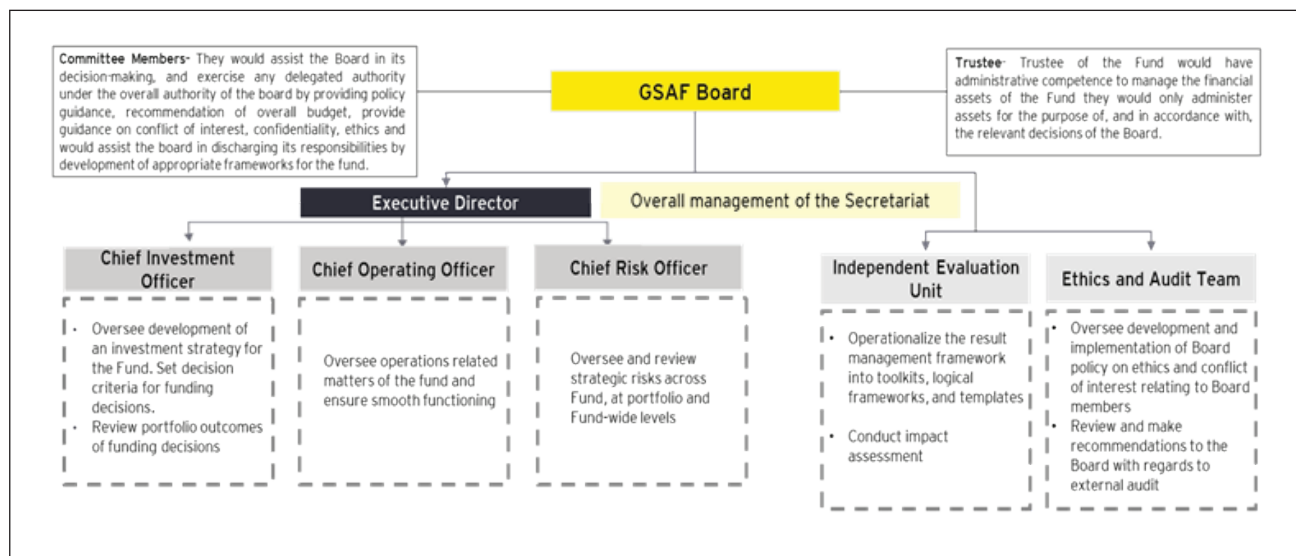 Committee Members- They would assist the Board in its
decision-making, and exercise any delegated authority
under the overall authority of the board by providing policy
guidance, recommendation of overall budget, provide
guidance on conflict of interest, confidentiality, ethics and
would assist the board in discharging its responsibilities by
development of appropriate frameworks for the fund.
GSAF Board
Trustee- Trustee of the Fund would have
administrative competence to manage the financial
assets of the Fund they would only administer
assets for the purpose of, and in accordance with,
the relevant decisions of the Board.
Executive Director
Overall management of the Secretariat
Chief Investment
Officer
• Oversee development of
an investment strategy for
the Fund. Set decision
criteria for funding
decisions.
• Review portfolio outcomes
of funding decisions
Chief Operating Officer
Oversee operations related
matters of the fund and
ensure smooth functioning
Chief Risk Officer
Oversee and review
strategic risks across
Fund, at portfolio and
Fund-wide levels
Independent Evaluation
Unit
• Operationalize the result
management framework
into toolkits, logical
frameworks, and templates
• Conduct impact
assessment
Ethics and Audit Team
• Oversee development and
implementation of Board
policy on ethics and conflict
of interest relating to Board
members
• Review and make
recommendations to the
Board with regards to
external audit